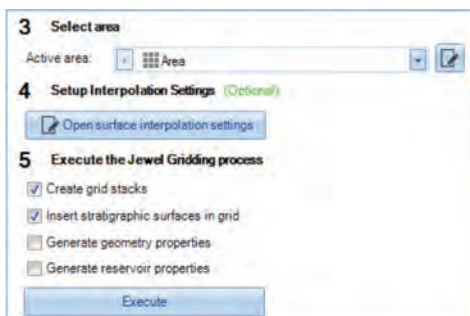 3 Select area
Active area: Area
4 Setup Interpolation Settings (Optional)
Open surface interpolation settings
5 Execute the Jewel Gridding process
Create grid stacks
Insert stratigraphic surfaces in grid
Generate geometry properties
Generate reservoir properties
Execute